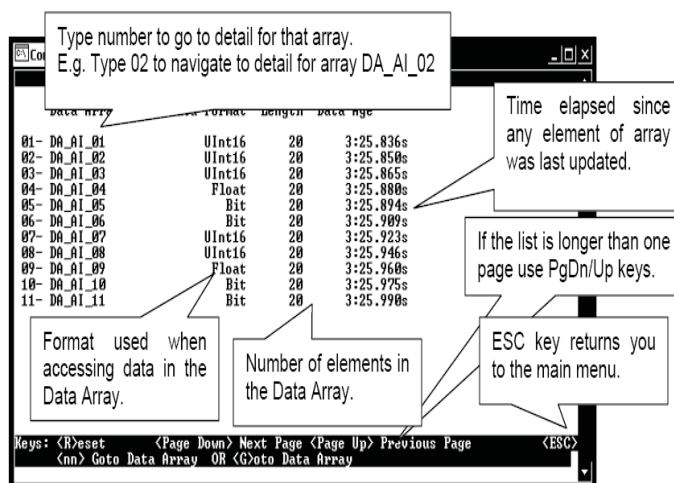 Type number to go to detail for that array.
E.g. Type 02 to navigate to detail for array DA_AI_02
Length
01- DA_AI_01 UInt16 20 3:25.836s
02- DA_AI_02 UInt16 20 3:25.850s
03- DA_AI_03 UInt16 20 3:25.865s
04- DA_AI_04 Float 20 3:25.880s
05- DA_AI_05 Bit 20 3:25.894s
06- DA_AI_06 Bit 20 3:25.909s
07- DA_AI_07 UInt16 20 3:25.923s
08- DA_AI_08 UInt16 20 3:25.946s
09- DA_AI_09 Float 20 3:25.960s
10- DA_AI_10 Bit 20 3:25.975s
11- DA_AI_11 Bit 20 3:25.990s
Time elapsed since
any element of array
was last updated.
If the list is longer than one
page use PgDn/Up keys.
Format used when
accessing data in the
Data Array.
Number of elements in
the Data Array.
ESC key returns you
to the main menu.
Keys: <R>eset <Page Down> Next Page <Page Up> Previous Page <ESC>
<nn> Goto Data Array OR <G>oto Data Array